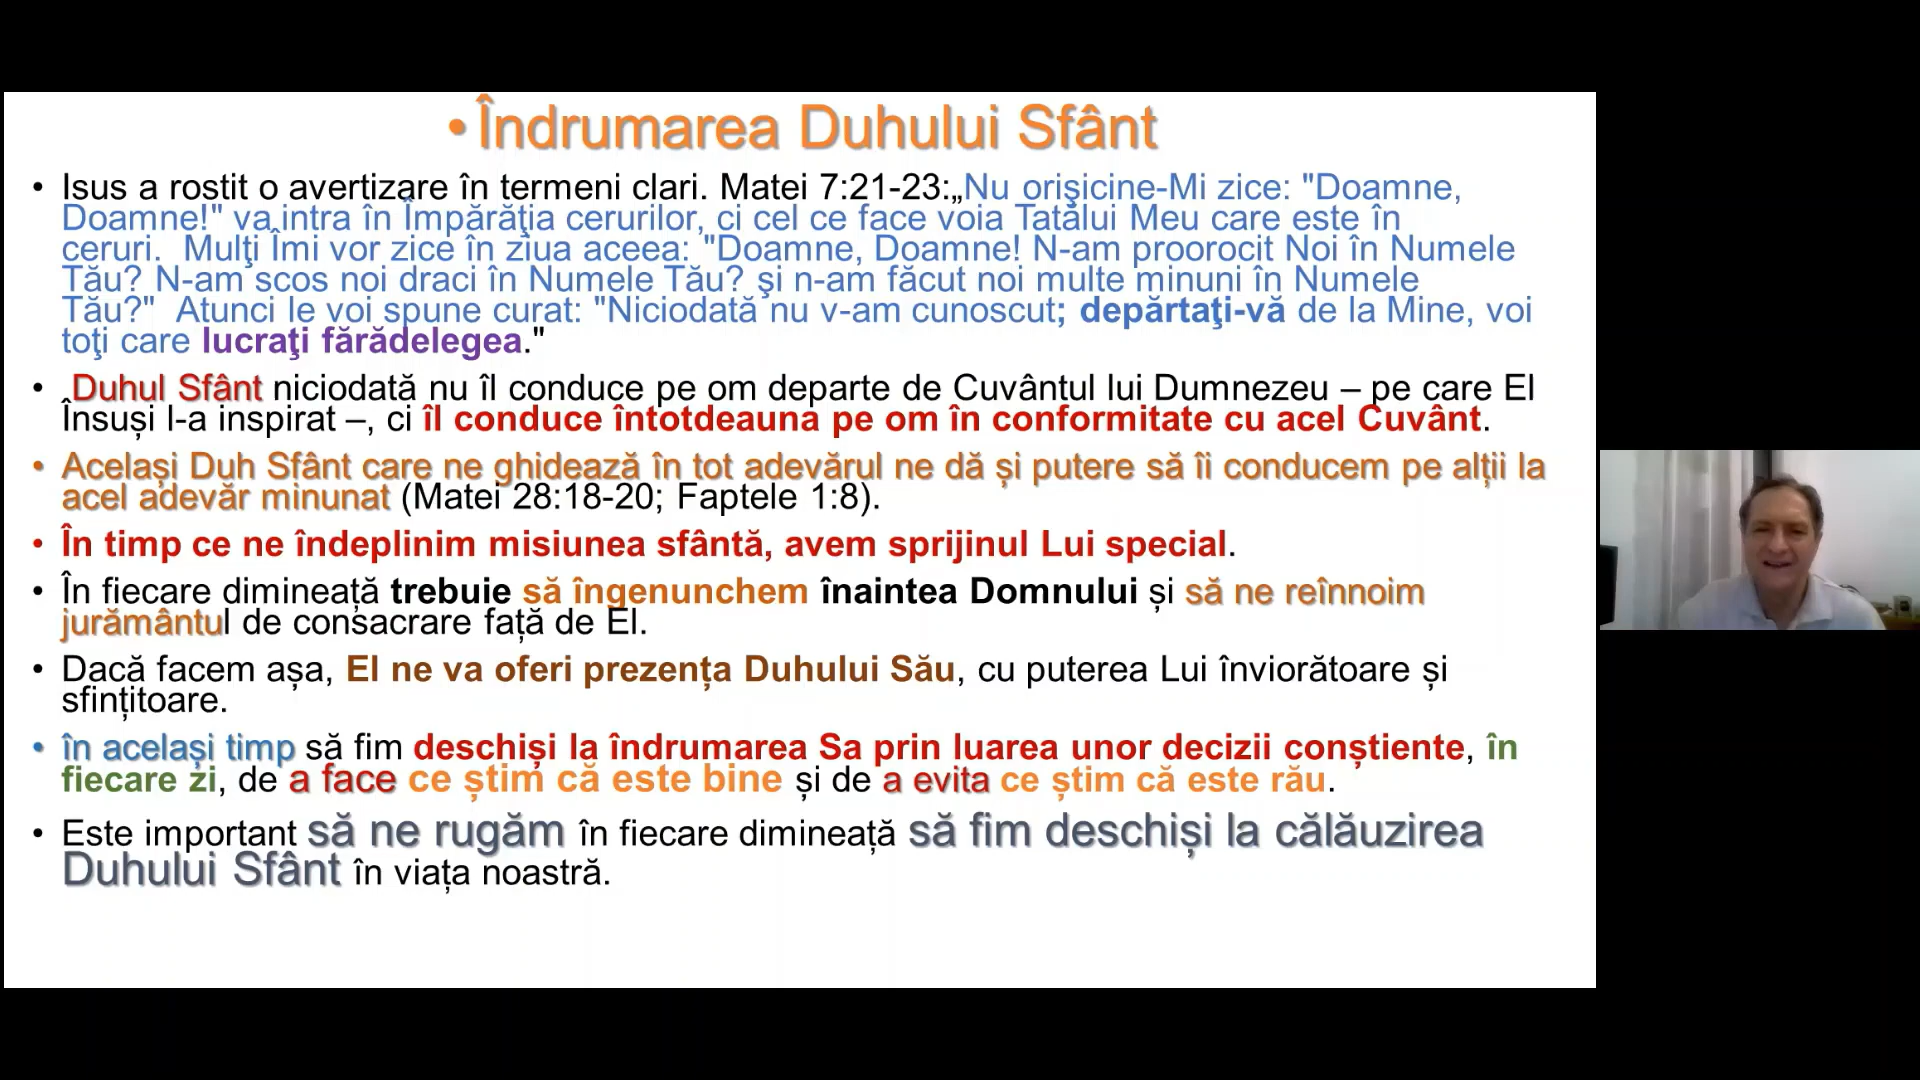 • Îndrumarea Duhului Sfânt
• Isus a rostit o avertizare în termeni clari. Matei 7:21-23:„Nu orişicine-Mi zice: "Doamne,
Doamne!" va intra în Împărăţia cerurilor, ci cel ce face voia Tatălui Meu care este în
ceruri.  Mulţi Îmi vor zice în ziua aceea: "Doamne, Doamne! N-am proorocit Noi în Numele
Tău? N-am scos noi draci în Numele Tău? şi n-am făcut noi multe minuni în Numele
Tău?"  Atunci le voi spune curat: "Niciodată nu v-am cunoscut; depărtaţi-vă de la Mine, voi
toţi care lucraţi fărădelegea."
• Duhul Sfânt niciodată nu îl conduce pe om departe de Cuvântul lui Dumnezeu – pe care El
Însuși l-a inspirat –, ci îl conduce întotdeauna pe om în conformitate cu acel Cuvânt.
• Același Duh Sfânt care ne ghidează în tot adevărul ne dă și putere să îi conducem pe alții la
acel adevăr minunat (Matei 28:18-20; Faptele 1:8).
• În timp ce ne îndeplinim misiunea sfântă, avem sprijinul Lui special.
• În fiecare dimineață trebuie să îngenunchem înaintea Domnului și să ne reînnoim
jurământul de consacrare față de El.
• Dacă facem așa, El ne va oferi prezența Duhului Său, cu puterea Lui înviorătoare și
sfințitoare.
• în același timp să fim deschiși la îndrumarea Sa prin luarea unor decizii conștiente, în
fiecare zi, de a face ce știm că este bine și de a evita ce știm că este rău.
• Este important să ne rugăm în fiecare dimineață să fim deschiși la călăuzirea
Duhului Sfânt în viața noastră.